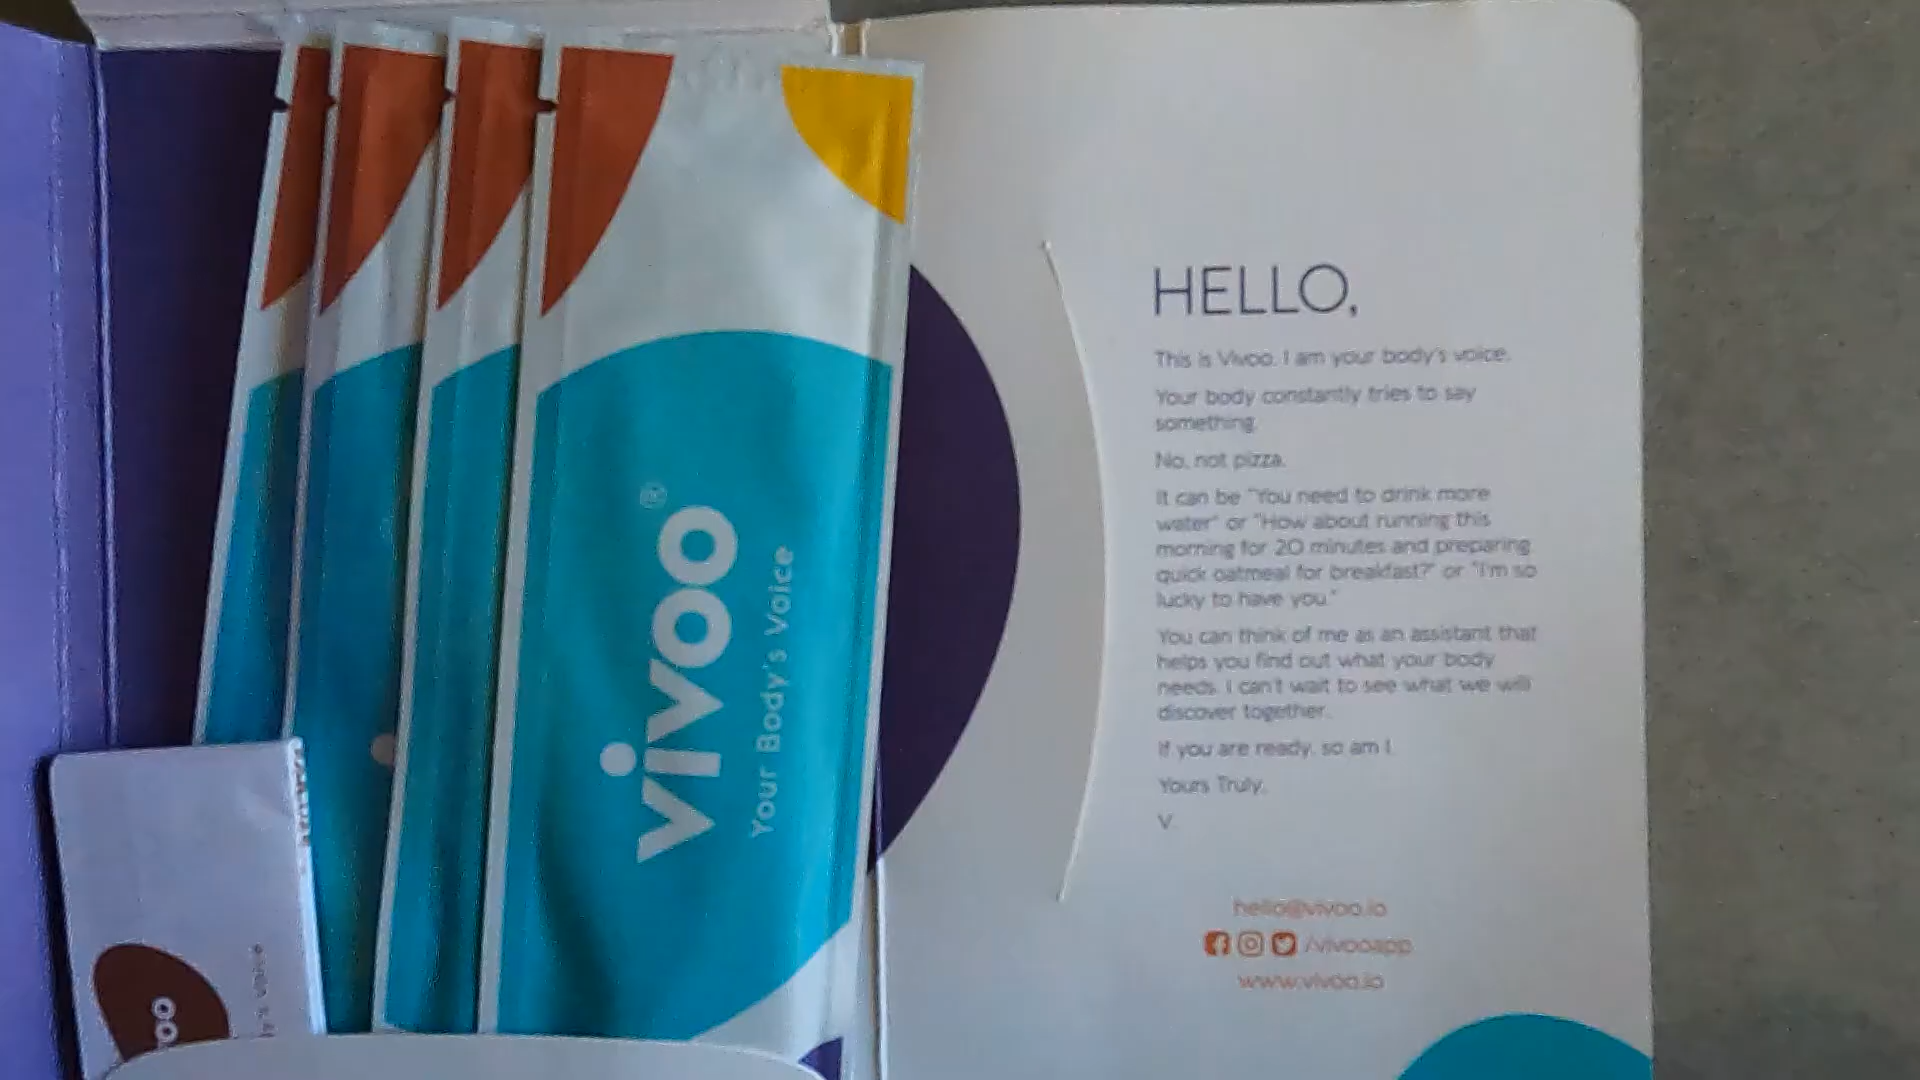 vivoo®
Your Body's Voice
HELLO,
This is Vivoo. I am your body's voice.
Your body constantly tries to say
something.
No, not pizza.
It can be "You need to drink more
water" or "How about running this
morning for 20 minutes and preparing
quick oatmeal for breakfast?" or "I'm so
lucky to have you."
You can think of me as an assistant that
helps you find out what your body
needs. I can't wait to see what we will
discover together.
If you are ready, so am I.
Yours Truly,
V.
hello@vivoo.io
/vivooapp
www.vivoo.io